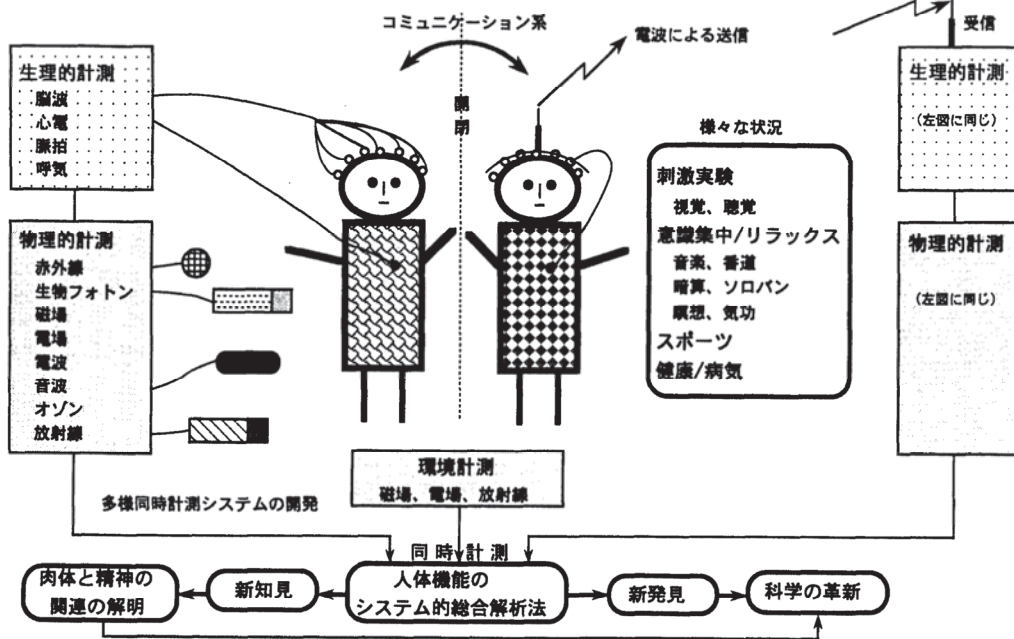 コミュニケーション系
電波による送信
受信
生理的計測
脳波
心電
脈拍
呼気
開
閉
様々な状況
刺激実験
視覚、聴覚
意識集中/リラックス
音楽、番道
暗算、ソロバン
瞑想、気功
スポーツ
健康/病気
生理的計測
(左図に同じ)
物理的計測
赤外線
生物フォトン
磁場
電場
電波
音波
オゾン
放射線
物理的計測
(左図に同じ)
環境計測
磁場、電場、放射線
多様同時計測システムの開発
同時計測
肉体と精神の
関連の解明
新知見
人体機能の
システム的総合解析法
新発見
科学の革新